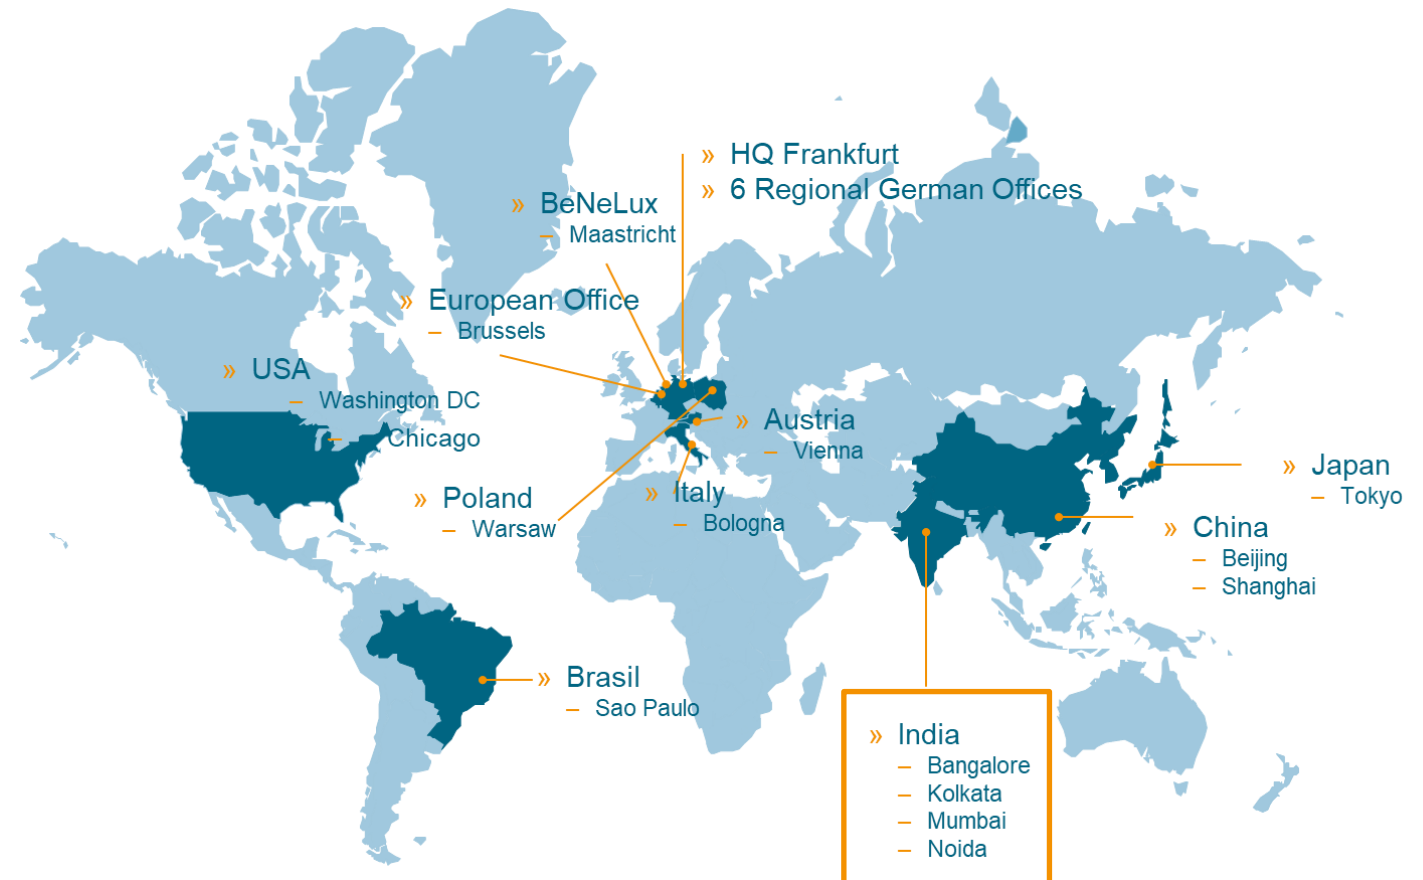 » HQ Frankfurt
» 6 Regional German Offices
» BeNeLux
– Maastricht
» European Office
– Brussels
» USA
– Washington DC
– Chicago
» Austria
– Vienna
» Poland
– Warsaw
» Italy
– Bologna
» Japan
– Tokyo
» China
– Beijing
– Shanghai
» Brasil
– Sao Paulo
» India
– Bangalore
– Kolkata
– Mumbai
– Noida